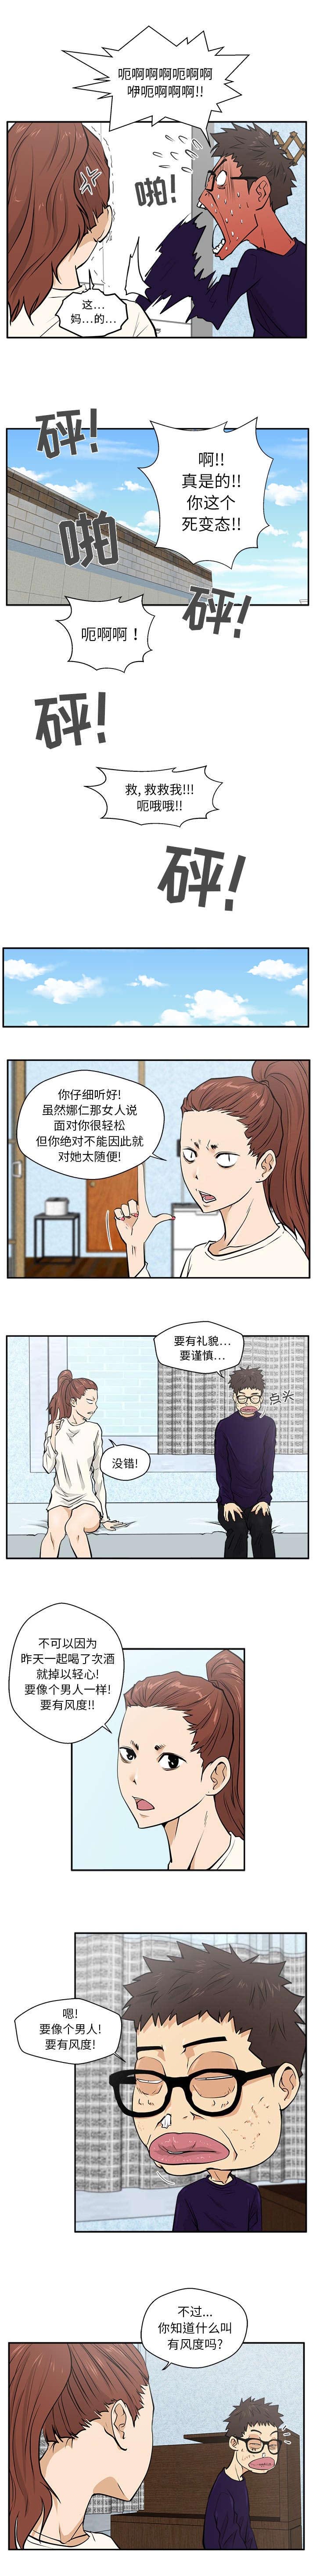 呃啊啊啊呃啊啊
咿呃啊啊啊!!
啪!
这...
妈...的...
砰!
啊!!
真是的!!
你这个
死变态!!
啪
砰!
呃啊啊！
砰!
救, 救救我!!!
呃哦哦!!
砰!
你仔细听好!
虽然娜仁那女人说
面对你很轻松
但你绝对不能因此就
对她太随便!
要有礼貌...
要谨慎...
点头
没错!
不可以因为
昨天一起喝了次酒
就掉以轻心!
要像个男人一样!
要有风度!!
嗯!
要像个男人!
要有风度!
不过...
你知道什么叫
有风度吗?